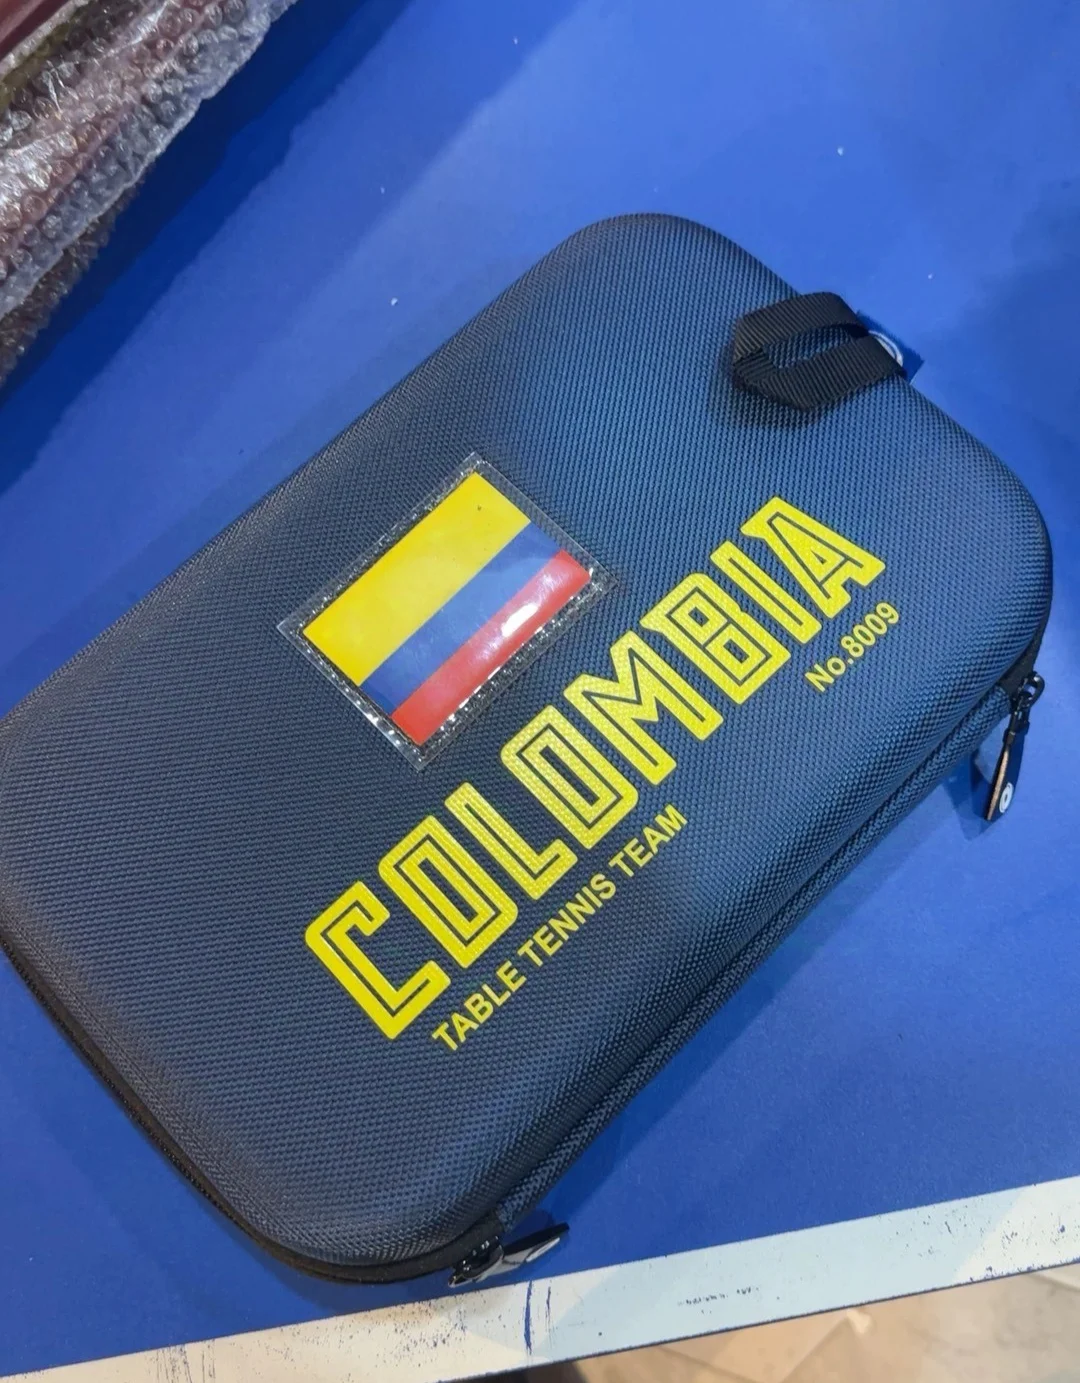 COLOMBIA
No.8009
TABLE TENNIS TEAM